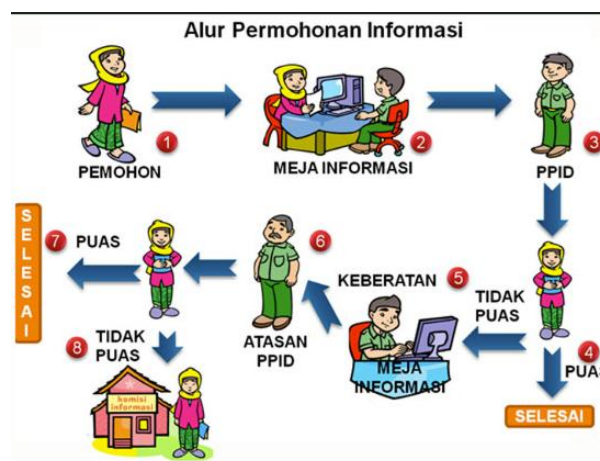 Alur Permohonan Informasi
1
PEMOHON
2
MEJA INFORMASI
3
PPID
4
PUAS
SELESAI
TIDAK
PUAS
5
KEBERATAN
MEJA
INFORMASI
6
ATASAN
PPID
7
PUAS
SELESAI
8
TIDAK
PUAS
komisi
informasi